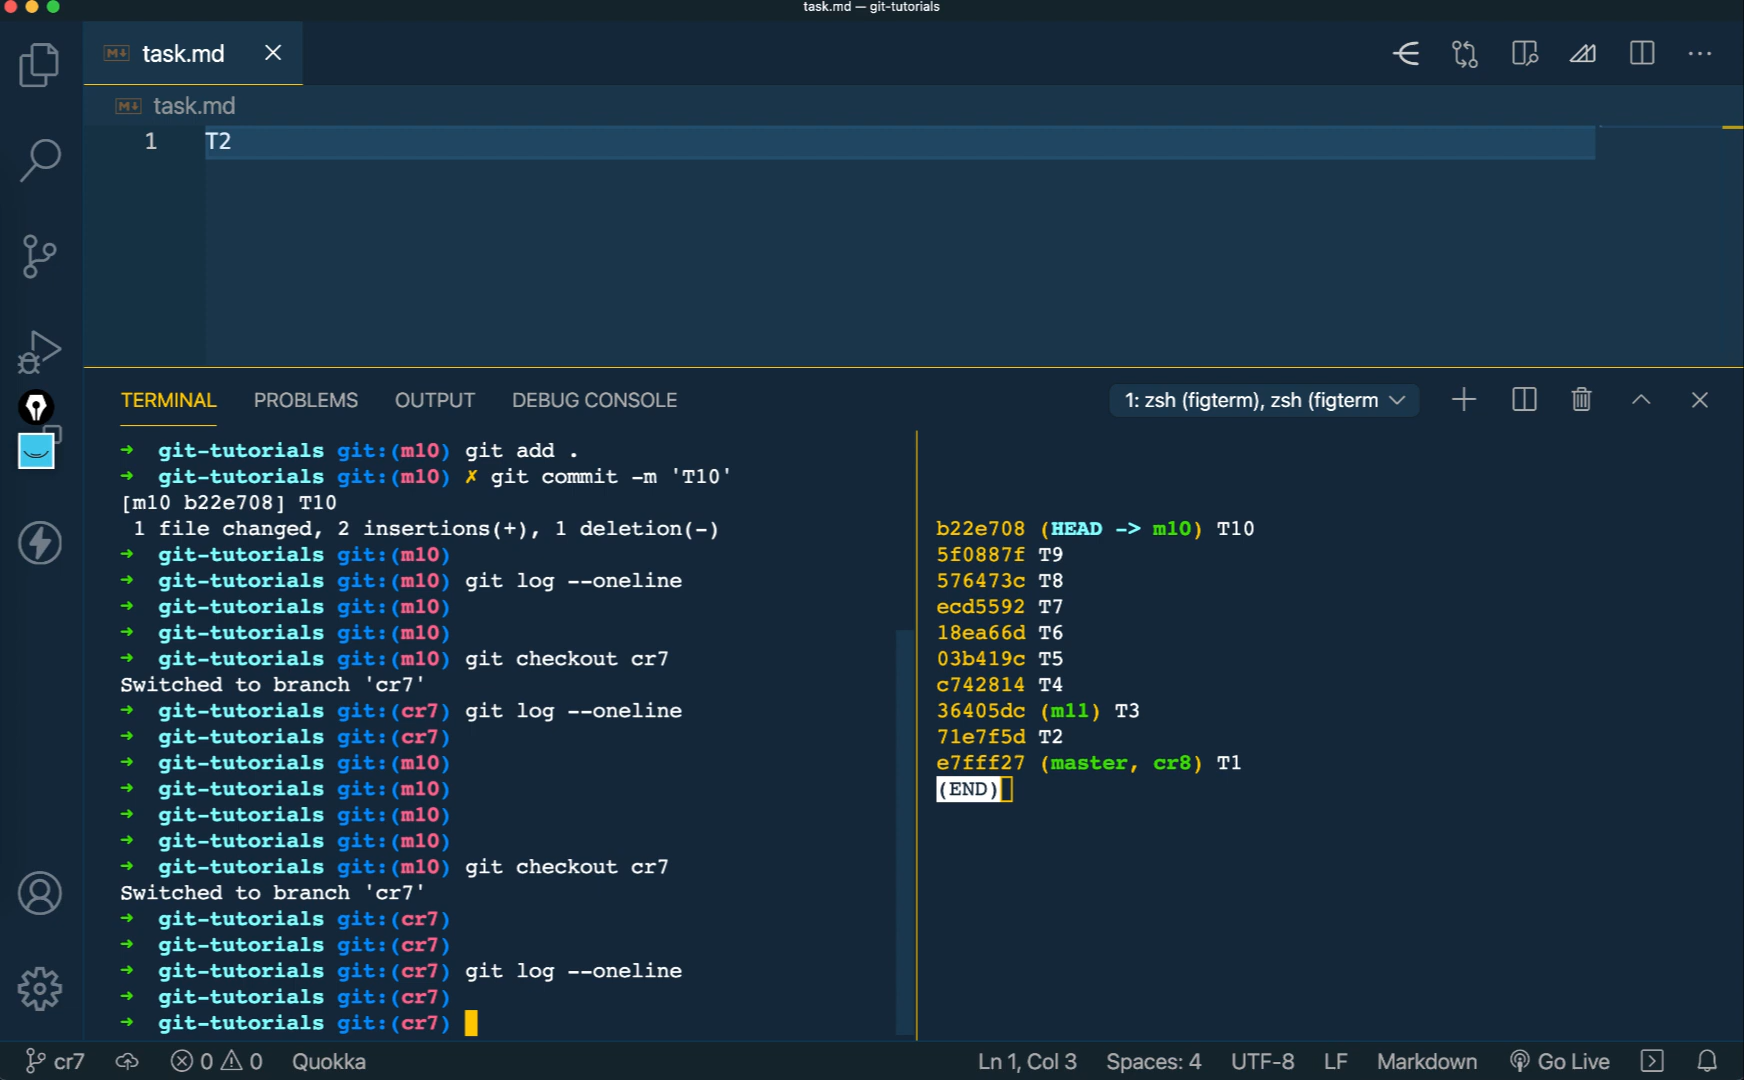 task.md — git-tutorials
task.md
task.md
1 T2
TERMINAL PROBLEMS OUTPUT DEBUG CONSOLE 1: zsh (figterm), zsh (figterm
➜ git-tutorials git:(m10) git add .
➜ git-tutorials git:(m10) ✗ git commit -m 'T10'
[m10 b22e708] T10
1 file changed, 2 insertions(+), 1 deletion(-)
➜ git-tutorials git:(m10)
➜ git-tutorials git:(m10) git log --oneline
➜ git-tutorials git:(m10)
➜ git-tutorials git:(m10)
➜ git-tutorials git:(m10) git checkout cr7
Switched to branch 'cr7'
➜ git-tutorials git:(cr7) git log --oneline
➜ git-tutorials git:(cr7)
➜ git-tutorials git:(m10)
➜ git-tutorials git:(m10)
➜ git-tutorials git:(m10)
➜ git-tutorials git:(m10)
➜ git-tutorials git:(m10) git checkout cr7
Switched to branch 'cr7'
➜ git-tutorials git:(cr7)
➜ git-tutorials git:(cr7)
➜ git-tutorials git:(cr7) git log --oneline
➜ git-tutorials git:(cr7)
➜ git-tutorials git:(cr7)
b22e708 (HEAD -> m10) T10
5f0887f T9
576473c T8
ecd5592 T7
18ea66d T6
03b419c T5
c742814 T4
36405dc (m11) T3
71e7f5d T2
e7fff27 (master, cr8) T1
(END)
cr7 0 0 Quokka Ln 1, Col 3 Spaces: 4 UTF-8 LF Markdown Go Live